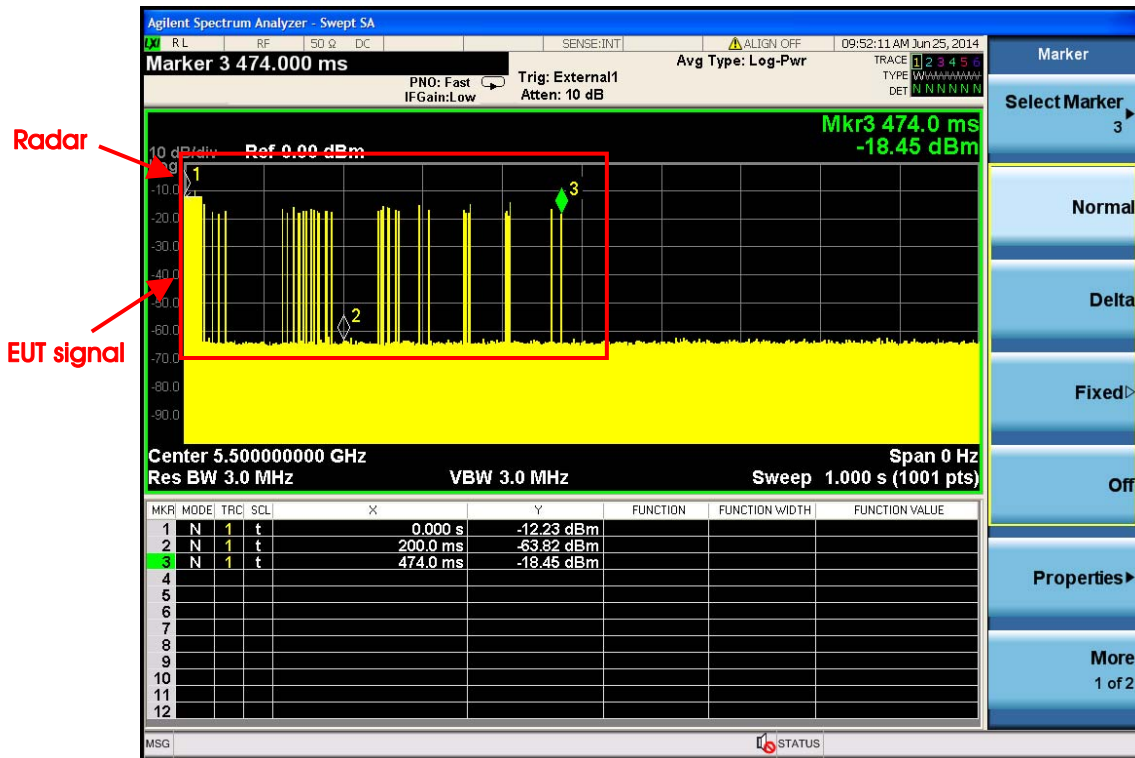 Agilent Spectrum Analyzer - Swept SA
LXI RL RF 50 Ω DC SENSE:INT ALIGN OFF 09:52:11 AM Jun 25, 2014
Marker 3 474.000 ms
PNO: Fast
IFGain:Low
Trig: External1
Atten: 10 dB
Avg Type: Log-Pwr
TRACE 1 2 3 4 5 6
TYPE
DET N N N N N N
Mkr3 474.0 ms
-18.45 dBm
10 dB/div Ref 0.00 dBm
Log
Radar
EUT signal
1
2
3
-10.0
-20.0
-30.0
-40.0
-50.0
-60.0
-70.0
-80.0
-90.0
Center 5.500000000 GHz Span 0 Hz
Res BW 3.0 MHz VBW 3.0 MHz Sweep 1.000 s (1001 pts)
MKR MODE TRC SCL X Y FUNCTION FUNCTION WIDTH FUNCTION VALUE
1 N 1 t 0.000 s -12.23 dBm
2 N 1 t 200.0 ms -63.82 dBm
3 N 1 t 474.0 ms -18.45 dBm
4
5
6
7
8
9
10
11
12
MSG STATUS
Marker
Select Marker
3
Normal
Delta
Fixed
Off
Properties
More
1 of 2